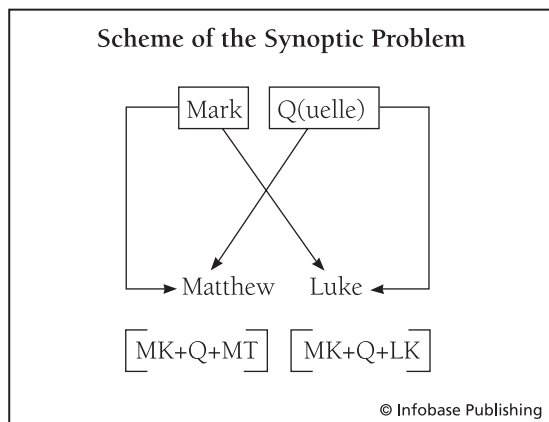 Scheme of the Synoptic Problem
Mark Q(uelle)
Matthew Luke
[MK+Q+MT] [MK+Q+LK]
© Infobase Publishing